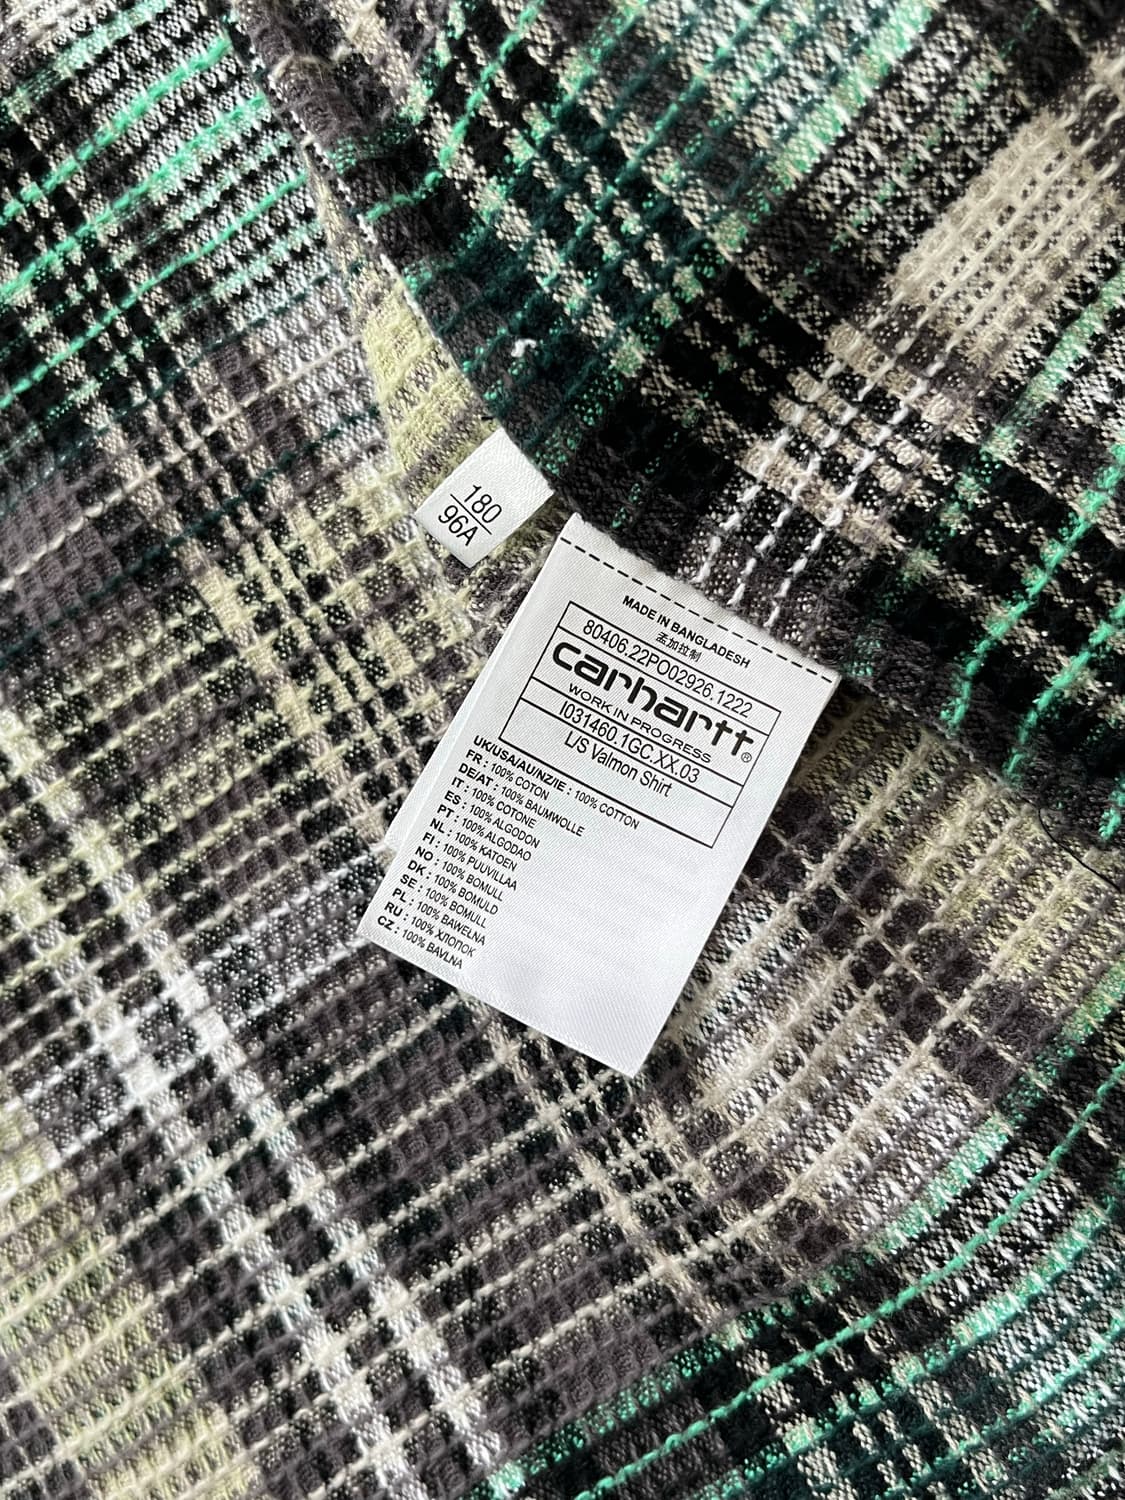 180
96A
MADE IN BANGLADESH
孟加拉制
80406.22PO02926.1222
carhartt®
WORK IN PROGRESS
I031460.1GC.XX.03
L/S Valmon Shirt
UK/USA/AU/NZ/IE : 100% COTTON
FR : 100% COTON
DE/AT : 100% BAUMWOLLE
IT : 100% COTONE
ES : 100% ALGODON
PT : 100% ALGODAO
NL : 100% KATOEN
FI : 100% PUUVILLAA
NO : 100% BOMULL
DK : 100% BOMULD
SE : 100% BOMULL
PL : 100% BAWEŁNA
RU : 100% ХЛОПОК
CZ : 100% BAVLNA